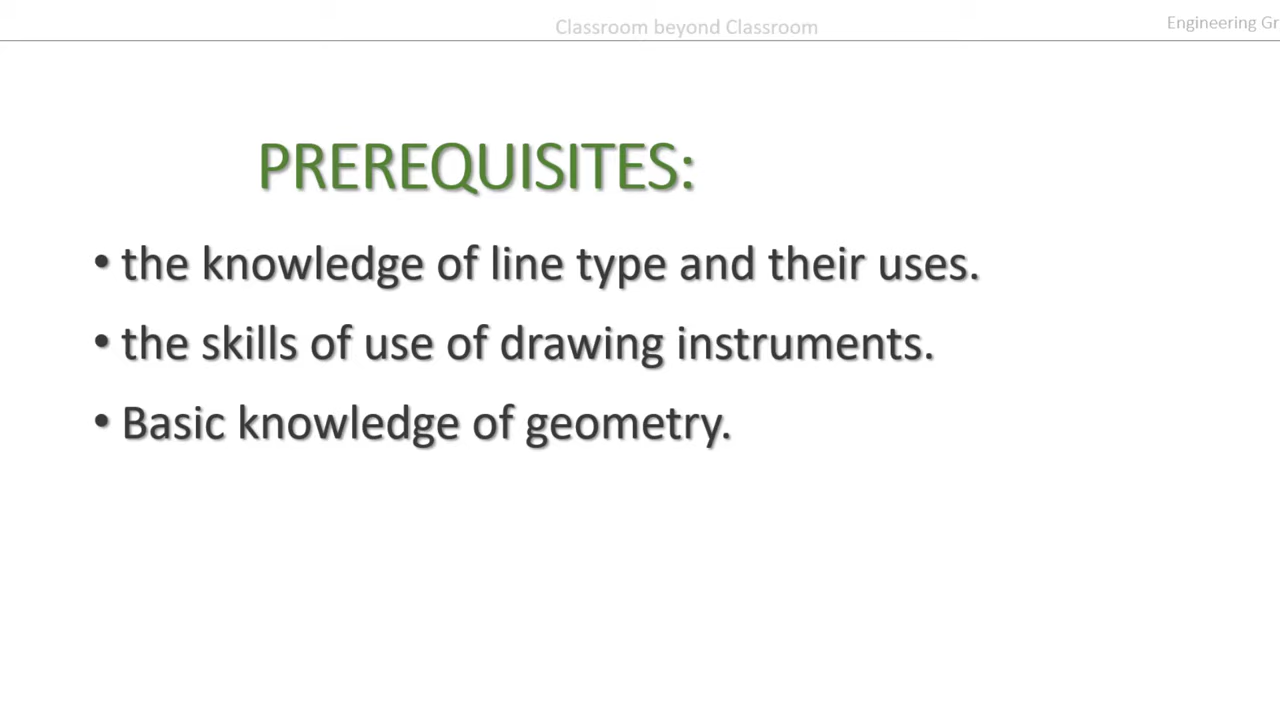 Classroom beyond Classroom
Engineering Gr
PREREQUISITES:
• the knowledge of line type and their uses.
• the skills of use of drawing instruments.
• Basic knowledge of geometry.